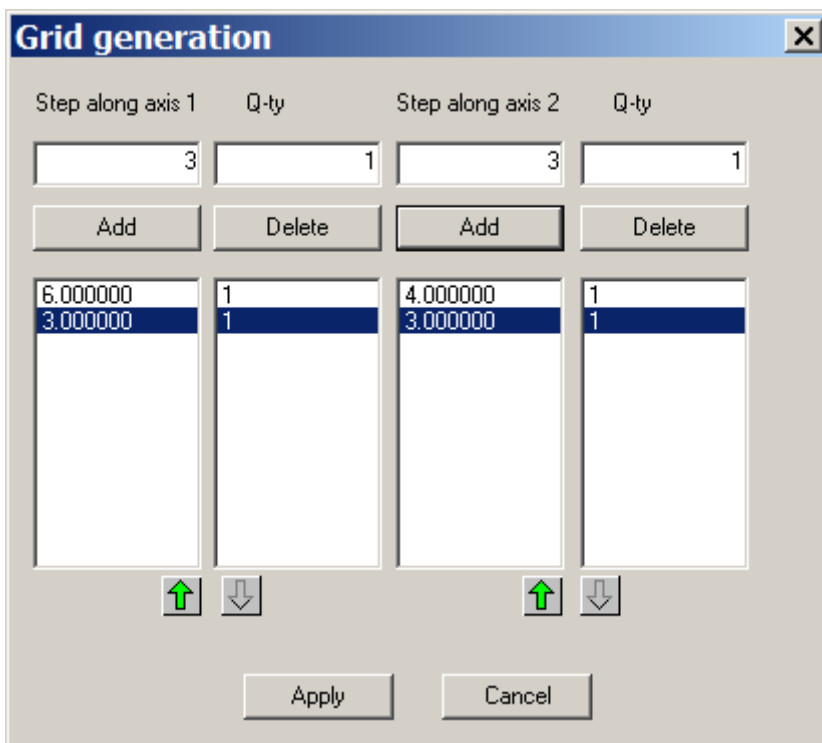 Grid generation
Step along axis 1 Q-ty Step along axis 2 Q-ty
3 1 3 1
Add Delete Add Delete
6.000000 1 4.000000 1
3.000000 1 3.000000 1
Apply Cancel